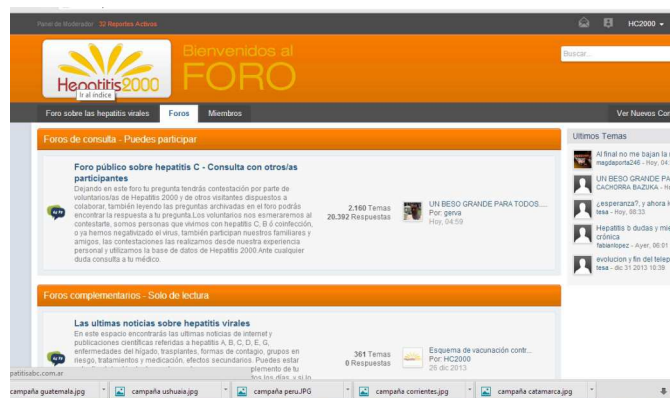 Panel de Moderador 32 Reportes Activos
HC2000
Bienvenidos al
FORO
Hepatitis2000
Ir al índice
Buscar...
Foro sobre las hepatitis virales
Foros
Miembros
Ver Nuevos Con
Foros de consulta - Puedes participar
Foro público sobre hepatitis C - Consulta con otros/as
participantes
Dejando en este foro tu pregunta tendrás contestación por parte de
voluntarios/as de Hepatitis 2000 y de otros visitantes dispuestos a
colaborar, también leyendo las preguntas archivadas en el foro podrás
encontrar la respuesta a tu pregunta.Los voluntarios nos esmeraremos al
contestarte, somos personas que vivimos con hepatitis C, B ó coinfección,
o ya hemos negativizado el virus, también participan nuestros familiares y
amigos, las contestaciones las realizamos desde nuestra experiencia
personal y utilizamos la base de datos de Hepatitis 2000.Ante cualquier
duda consulta a tu médico.
2.160 Temas
20.392 Respuestas
UN BESO GRANDE PARA TODOS.....
Por: gerva
Hoy, 04:59
Foros complementarios - Solo de lectura
Las ultimas noticias sobre hepatitis virales
En este espacio encontrarás las ultimas noticias de internet y
publicaciones científicas referidas a hepatitis A, B, C, D, E, G,
enfermedades del hígado, trasplantes, formas de contagio, grupos en
riesgo, tratamientos y medicación, efectos secundarios. Puedes estar
plemento de tu
361 Temas
0 Respuestas
Esquema de vacunación contr...
Por: HC2000
26 dic 2013
Ultimos Temas
Al final no me bajan la
magdaporta246 - Hoy, 04:
UN BESO GRANDE PA
CACHORRA BAZUKA - H
¿esperanza?, y ahora
tesa - Hoy, 08:33
Hepatitis b dudas y mie
crónica
fabianlopez - Ayer, 06:01
evolucion y fin del telep
tesa - dic 31 2013 10:39
patitisabc.com.ar
campaña guatemala.jpg
campaña ushuaia.jpg
campaña peru.JPG
campaña corrientes.jpg
campaña catamarca.jpg